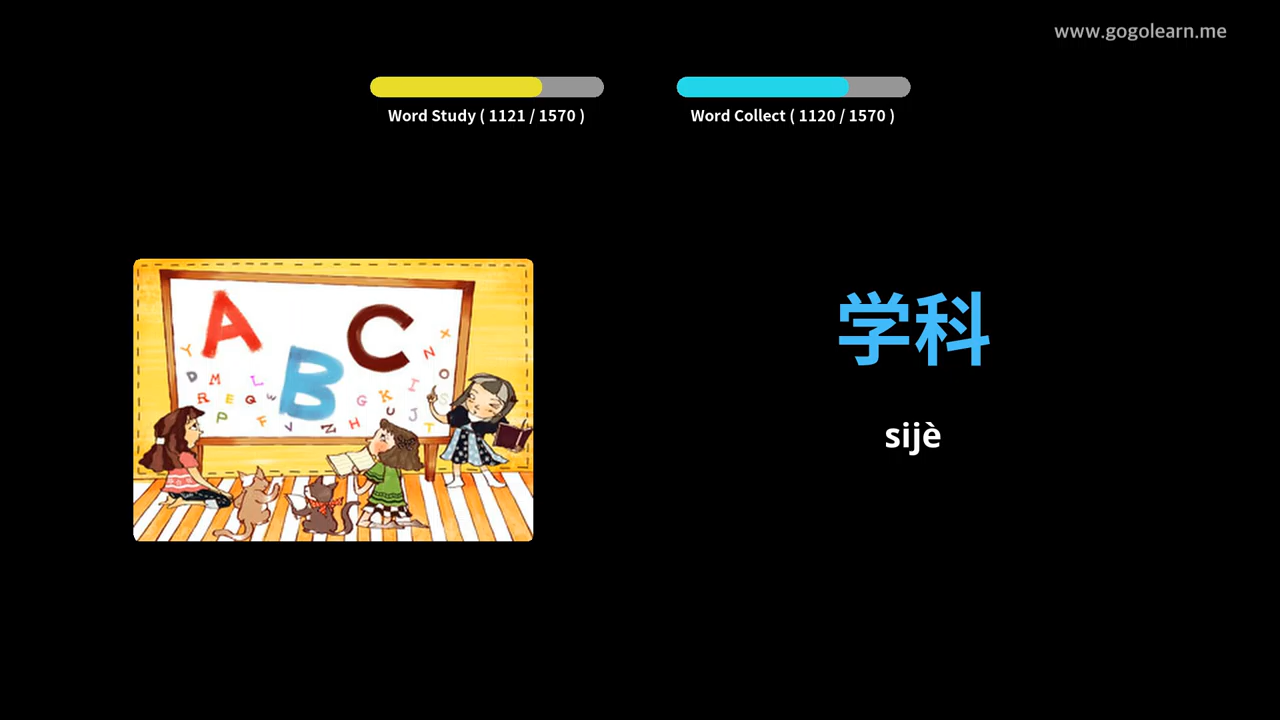 www.gogolearn.me
Word Study ( 1121 / 1570 )
Word Collect ( 1120 / 1570 )
A
B
C
学科
sijè